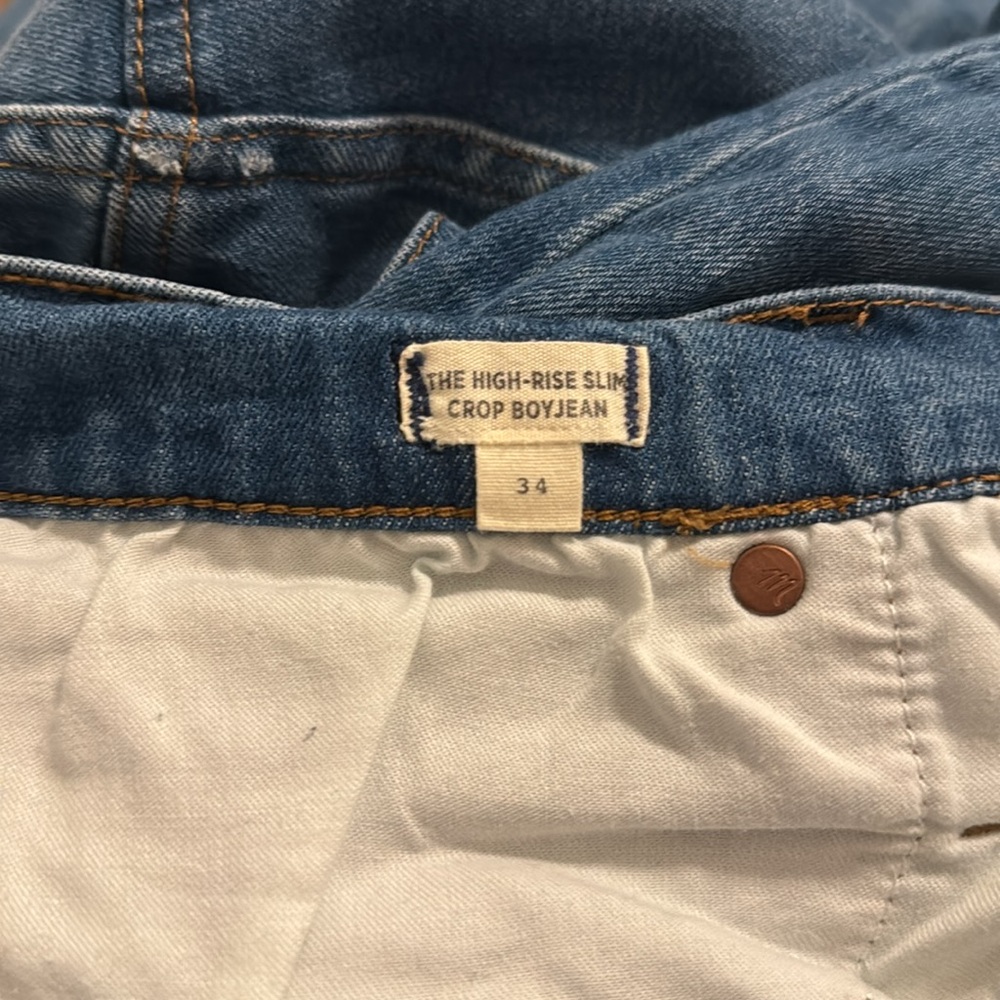 THE HIGH-RISE SLIM
CROP BOYJEAN
34
m